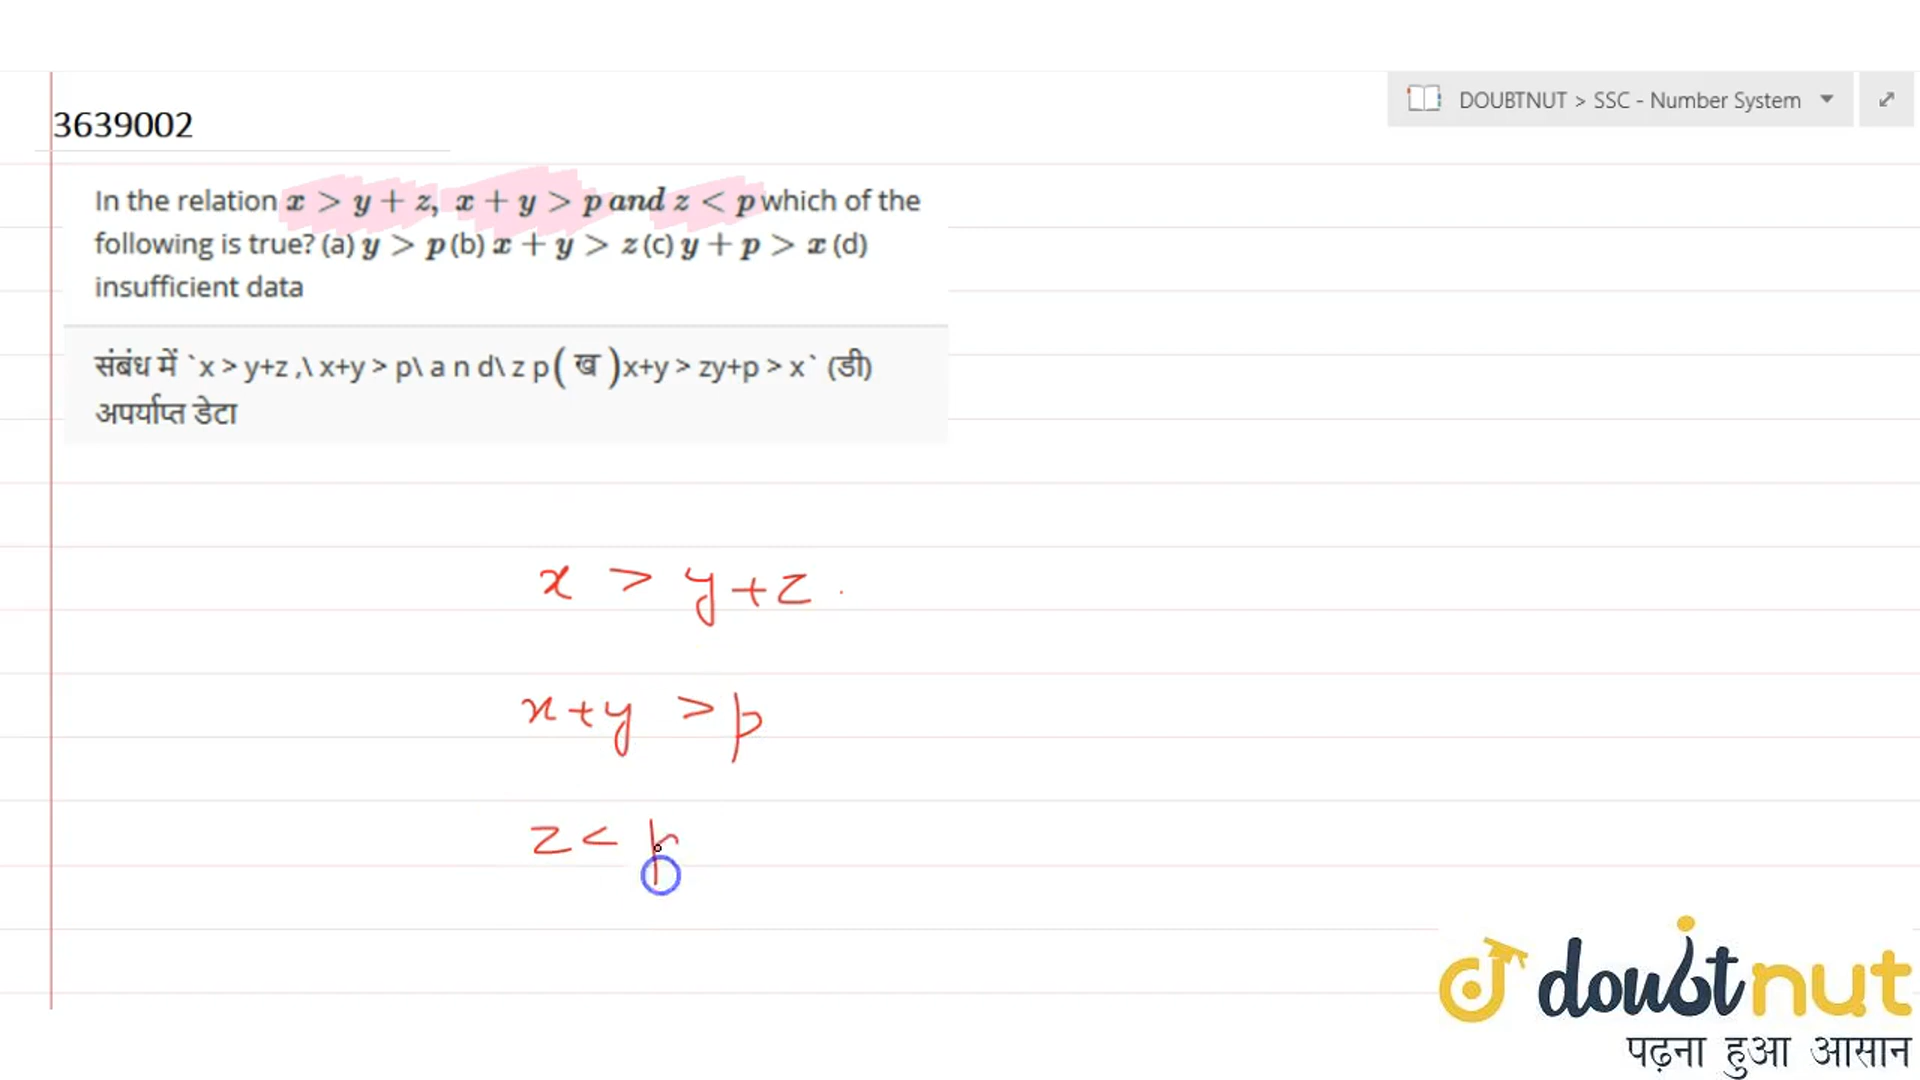 DOUBTNUT > SSC - Number System
3639002
In the relation x > y + z, x + y > p and z < p which of the
following is true? (a) y > p (b) x + y > z (c) y + p > x (d)
insufficient data
संबंध में `x > y+z ,\ x+y > p\ a n d\ z p( ख )x+y > zy+p > x` (डी)
अपर्याप्त डेटा
x > y+z .
x+y > p
z < p
doubtnut
पढ़ना हुआ आसान